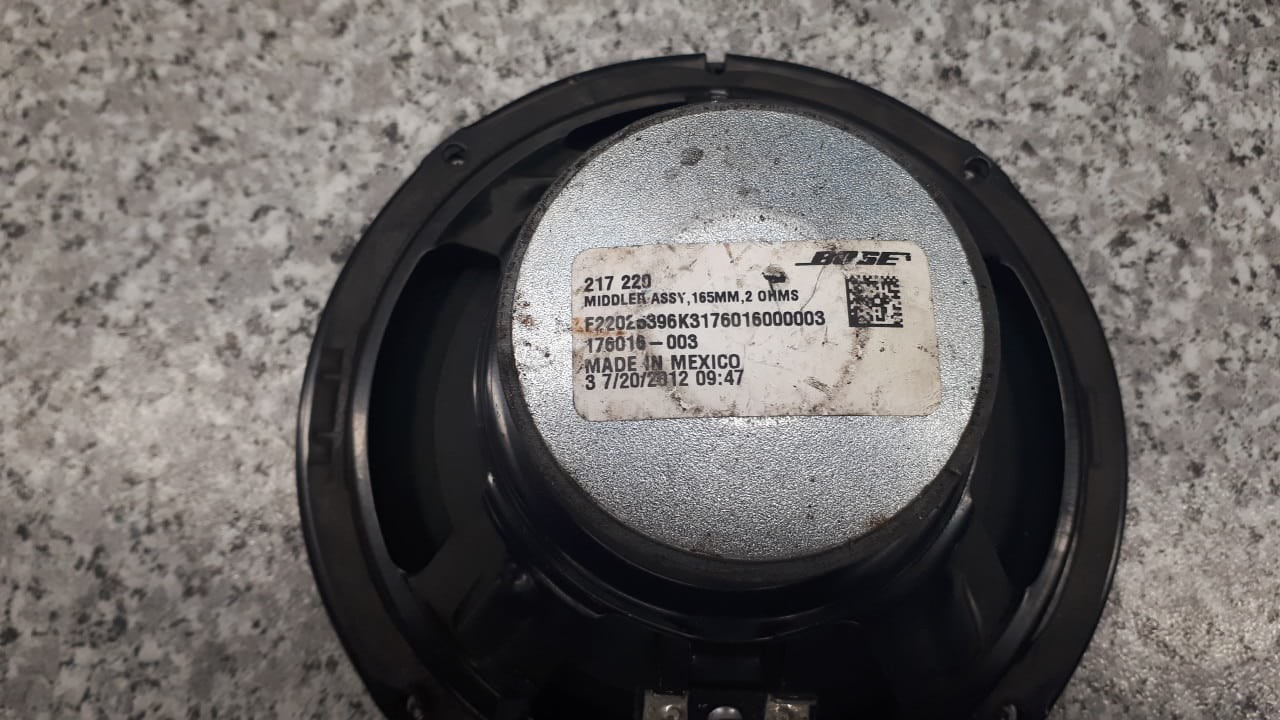 BOSE
217 220
MIDDLER ASSY,165MM,2 OHMS
F22026396K3176016000003
176016-003
MADE IN MEXICO
3 7/20/2012 09:47